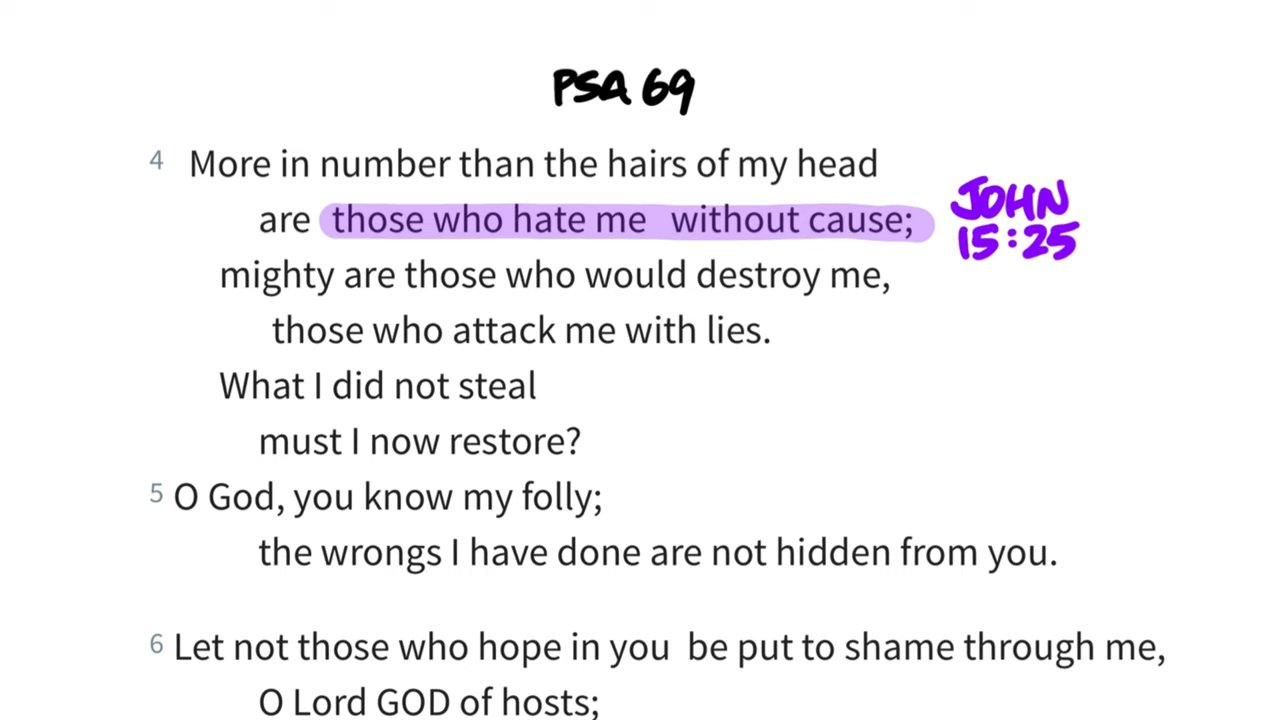 PSA 69
4 More in number than the hairs of my head
are those who hate me without cause;
JOHN
15:25
mighty are those who would destroy me,
those who attack me with lies.
What I did not steal
must I now restore?
5 O God, you know my folly;
the wrongs I have done are not hidden from you.
6 Let not those who hope in you be put to shame through me,
O Lord GOD of hosts;